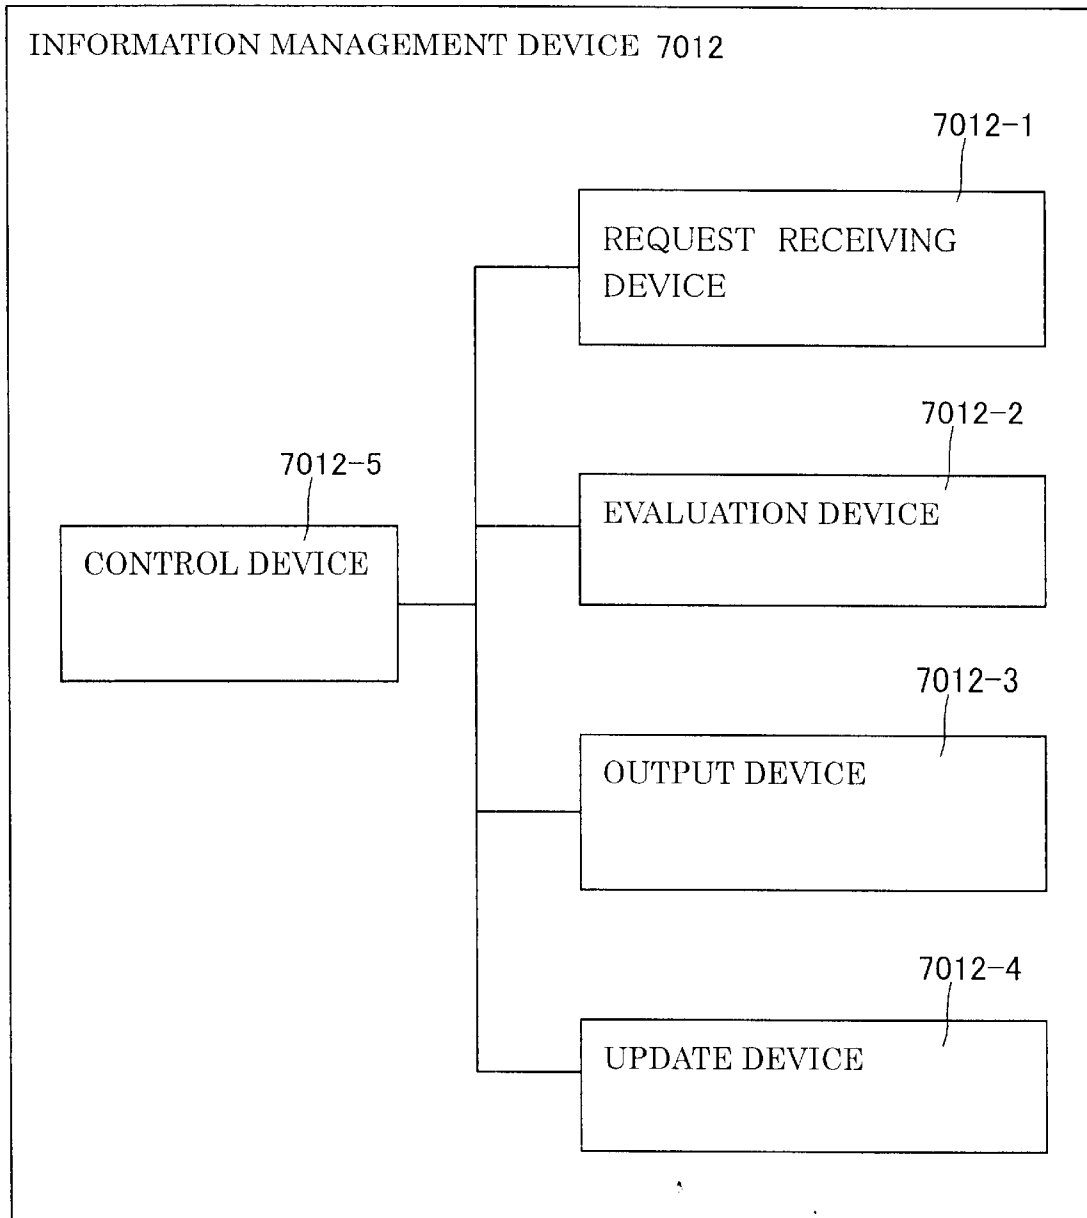 INFORMATION MANAGEMENT DEVICE 7012
7012-1
REQUEST RECEIVING
DEVICE
7012-2
EVALUATION DEVICE
7012-5
CONTROL DEVICE
7012-3
OUTPUT DEVICE
7012-4
UPDATE DEVICE